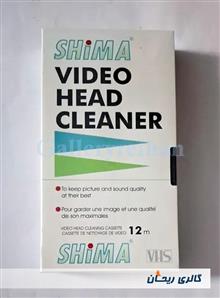 SHiMA
VIDEO
HEAD
CLEANER
To keep picture and sound quality
at their best
Pour garder une image et une qualité
de son maximales
VIDEO HEAD CLEANING CASSETTE
CASSETTE DE NETTOYAGE DE VIDEO 12m
SHiMA VHS
گالری ریحان